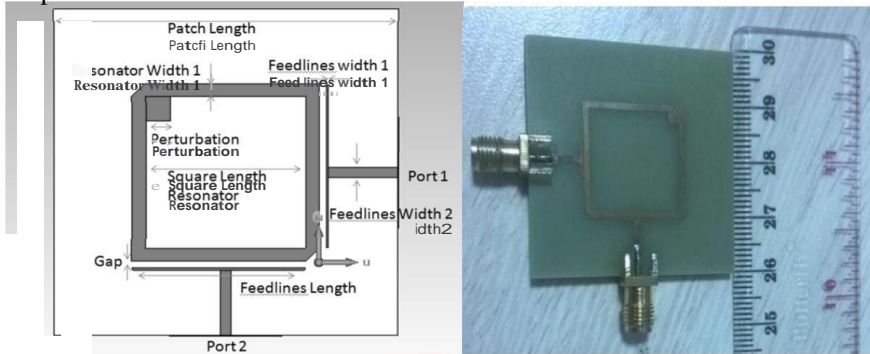 Patch Length
Patcfi Length
sonator Width 1
Resonator Width 1
Feedlines width 1
Feed lines width 1
Perturbation
Perturbation
Square Length
e Square Length
Resonator
Resonator
Port 1
Feedlines Width 2
idth2
u
u
Gap
Feedlines Length
Port 2
30
29
28
27
26
25
11
10